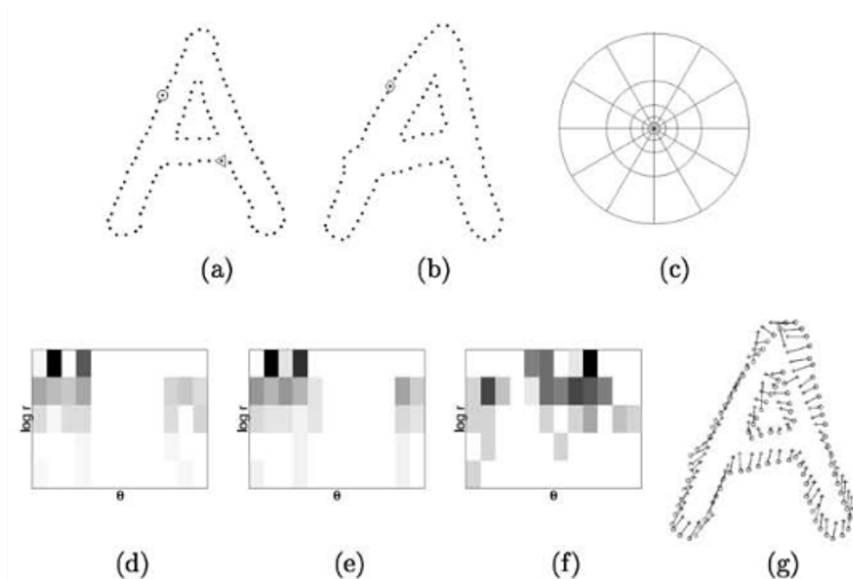 (a) (b) (c)
log r log r log r
θ θ θ
(d) (e) (f) (g)